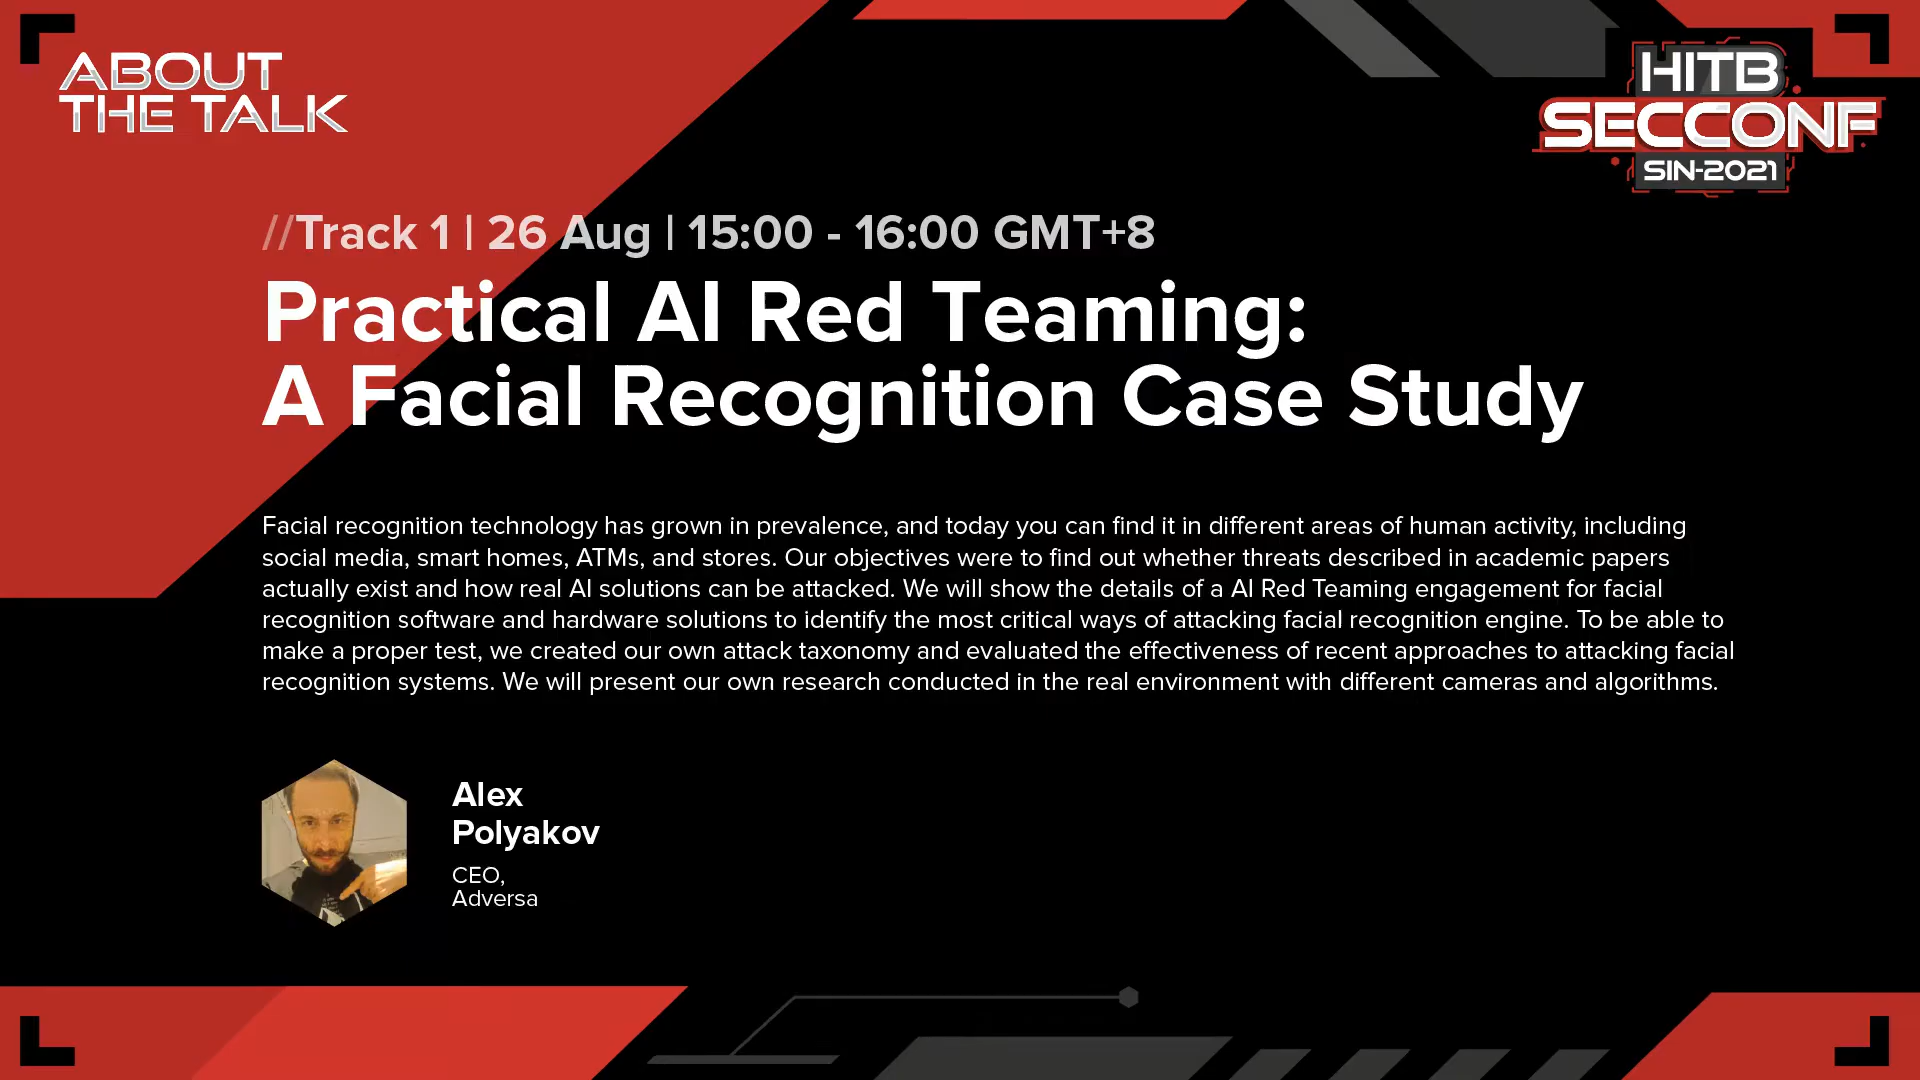 ABOUT
THE TALK
HITB
SECCONF
SIN-2021
//Track 1 | 26 Aug | 15:00 - 16:00 GMT+8
Practical AI Red Teaming:
A Facial Recognition Case Study
Facial recognition technology has grown in prevalence, and today you can find it in different areas of human activity, including
social media, smart homes, ATMs, and stores. Our objectives were to find out whether threats described in academic papers
actually exist and how real AI solutions can be attacked. We will show the details of a AI Red Teaming engagement for facial
recognition software and hardware solutions to identify the most critical ways of attacking facial recognition engine. To be able to
make a proper test, we created our own attack taxonomy and evaluated the effectiveness of recent approaches to attacking facial
recognition systems. We will present our own research conducted in the real environment with different cameras and algorithms.
Alex
Polyakov
CEO,
Adversa